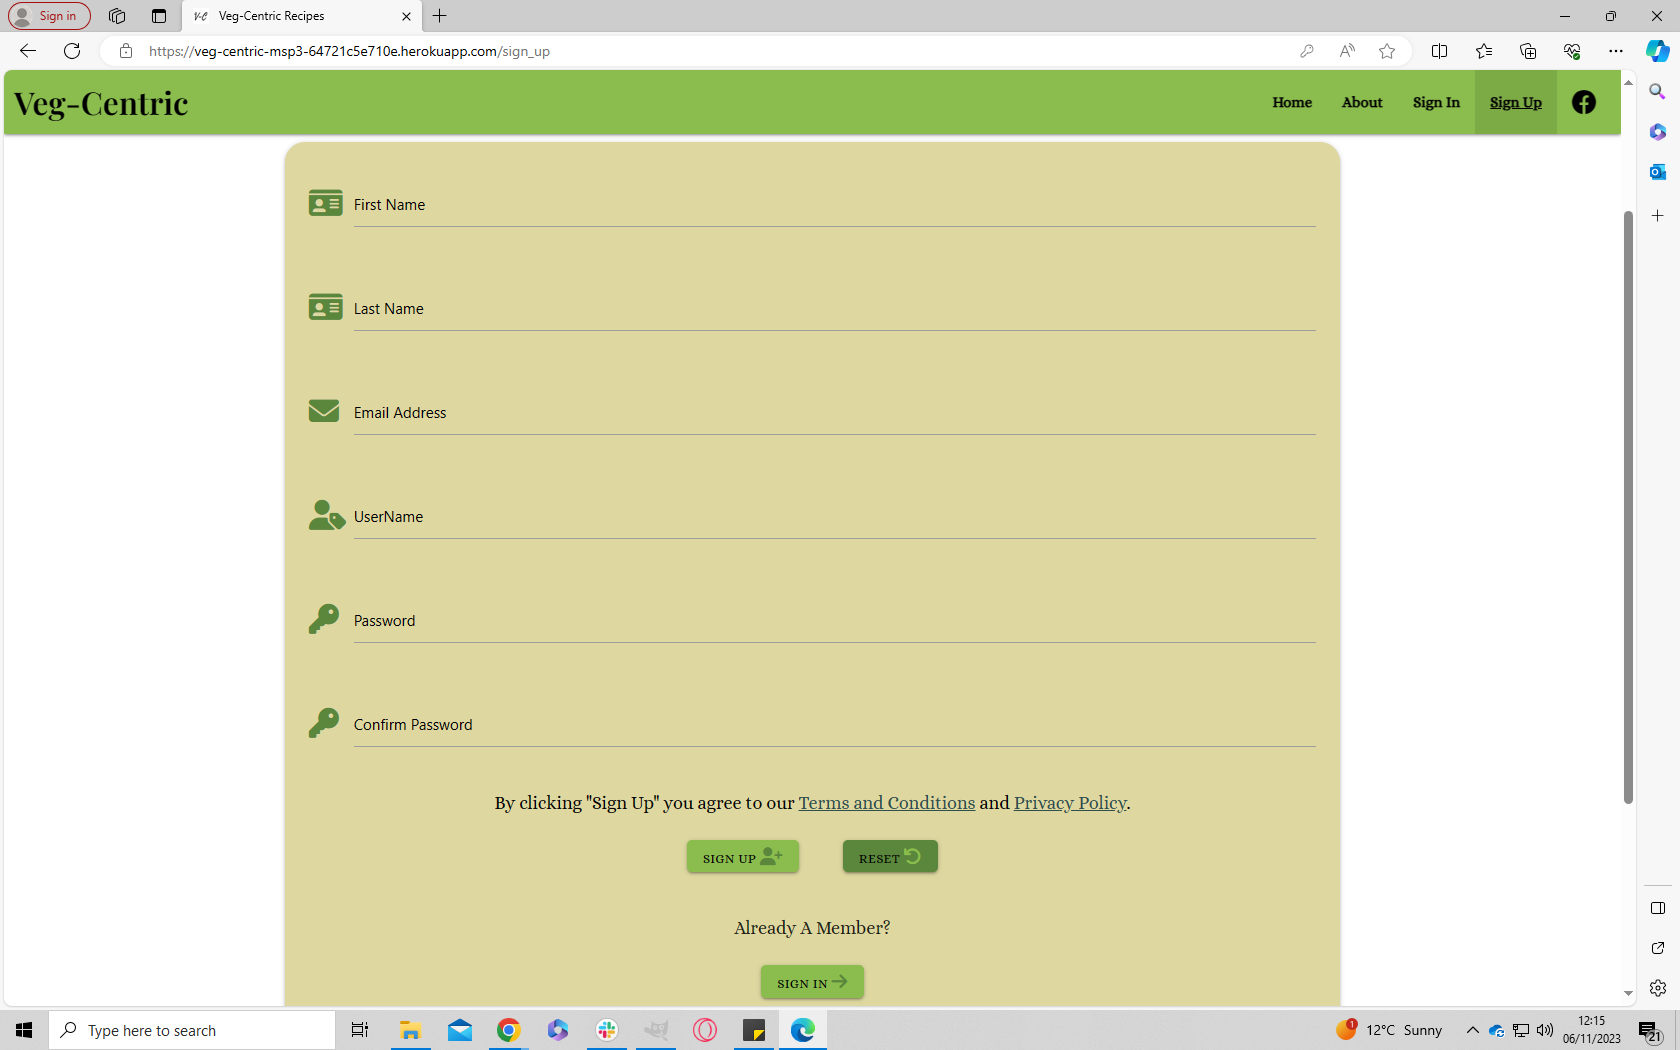 Sign in
V-C Veg-Centric Recipes
https://veg-centric-msp3-64721c5e710e.herokuapp.com/sign_up
Veg-Centric
Home About Sign In Sign Up
First Name
Last Name
Email Address
UserName
Password
Confirm Password
By clicking "Sign Up" you agree to our Terms and Conditions and Privacy Policy.
SIGN UP RESET
Already A Member?
SIGN IN
Type here to search
1 12°C Sunny
12:15
06/11/2023
21